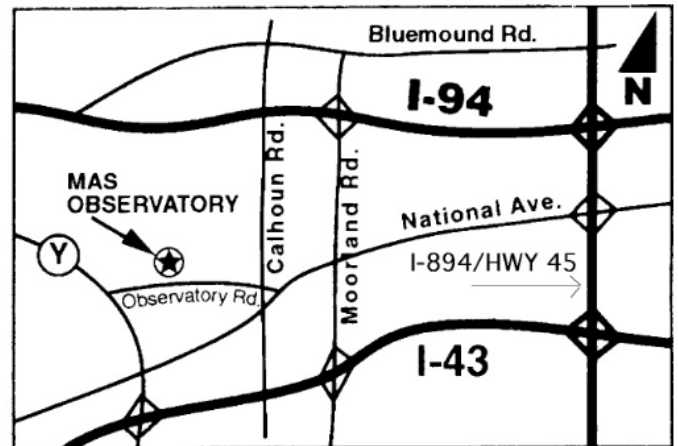 Bluemound Rd.
N
I-94
Calhoun Rd.
Moorland Rd.
MAS
OBSERVATORY
National Ave.
Y
I-894/HWY 45
Observatory Rd.
I-43